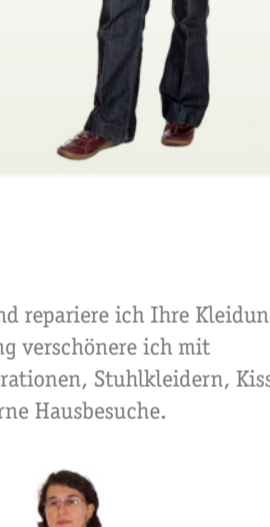 nd repariere ich Ihre Kleidun
ng verschönere ich mit
rationen, Stuhlkleidern, Kiss
rne Hausbesuche.